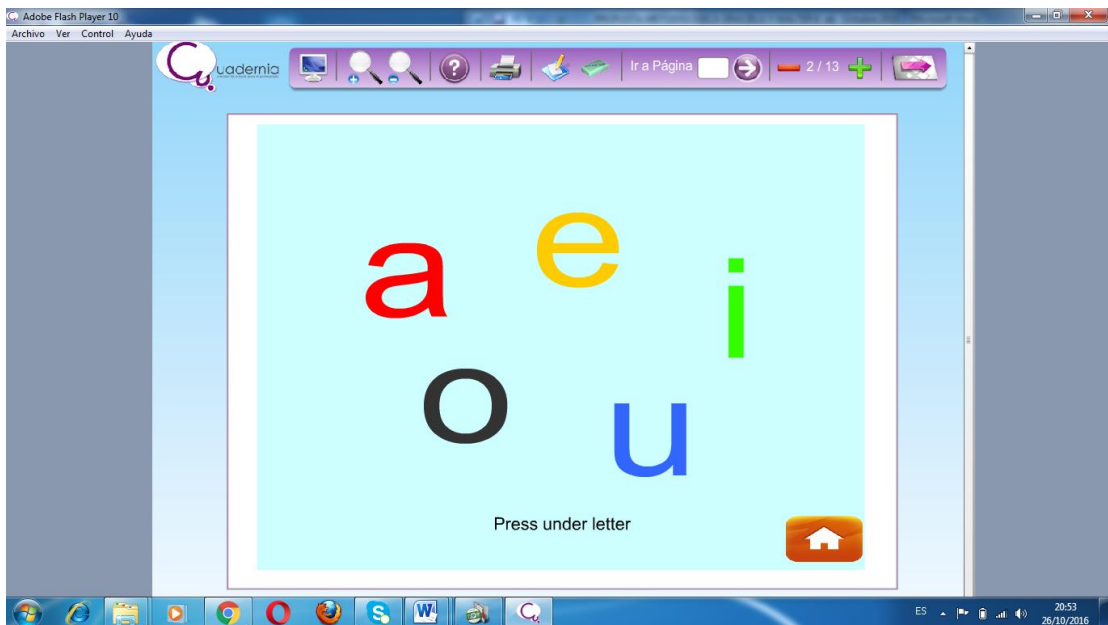 Adobe Flash Player 10
Archivo Ver Control Ayuda
Cuadernia
Ir a Página
2 / 13
a
e
i
o
u
Press under letter
ES
20:53
26/10/2016